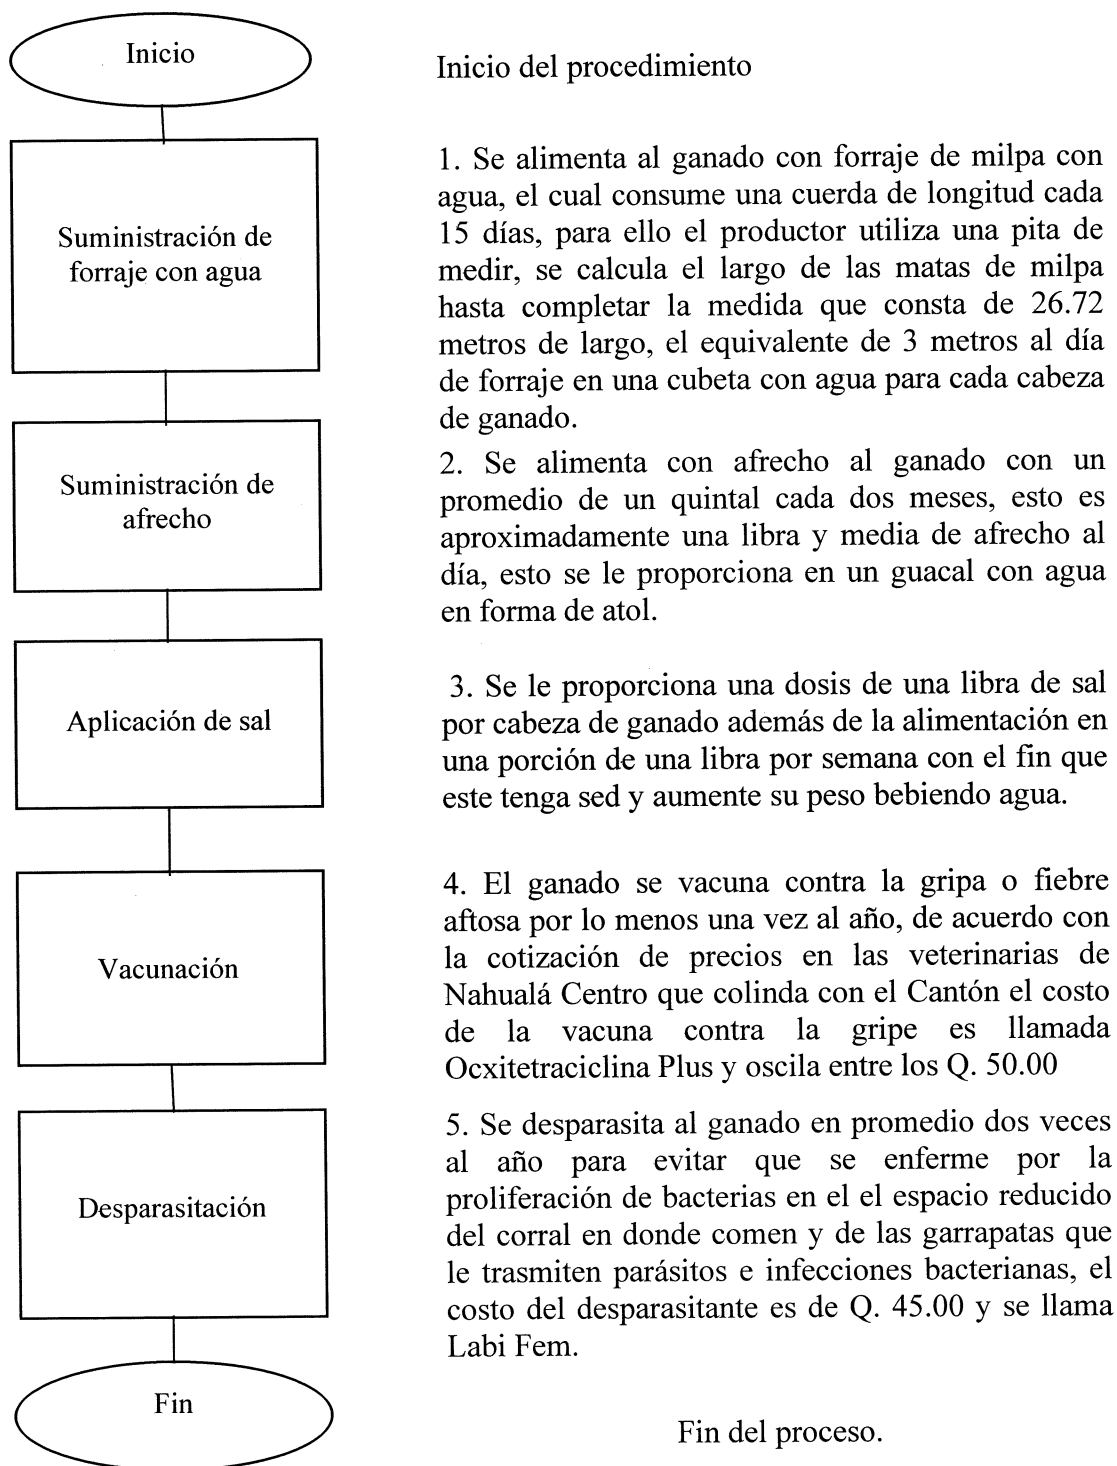 Inicio
Inicio del procedimiento
Suministración de
forraje con agua
1. Se alimenta al ganado con forraje de milpa con
agua, el cual consume una cuerda de longitud cada
15 días, para ello el productor utiliza una pita de
medir, se calcula el largo de las matas de milpa
hasta completar la medida que consta de 26.72
metros de largo, el equivalente de 3 metros al día
de forraje en una cubeta con agua para cada cabeza
de ganado.
Suministración de
afrecho
2. Se alimenta con afrecho al ganado con un
promedio de un quintal cada dos meses, esto es
aproximadamente una libra y media de afrecho al
día, esto se le proporciona en un guacal con agua
en forma de atol.
Aplicación de sal
3. Se le proporciona una dosis de una libra de sal
por cabeza de ganado además de la alimentación en
una porción de una libra por semana con el fin que
este tenga sed y aumente su peso bebiendo agua.
Vacunación
4. El ganado se vacuna contra la gripa o fiebre
aftosa por lo menos una vez al año, de acuerdo con
la cotización de precios en las veterinarias de
Nahualá Centro que colinda con el Cantón el costo
de la vacuna contra la gripe es llamada
Ocxitetraciclina Plus y oscila entre los Q. 50.00
Desparasitación
5. Se desparasita al ganado en promedio dos veces
al año para evitar que se enferme por la
proliferación de bacterias en el el espacio reducido
del corral en donde comen y de las garrapatas que
le trasmiten parásitos e infecciones bacterianas, el
costo del desparasitante es de Q. 45.00 y se llama
Labi Fem.
Fin
Fin del proceso.